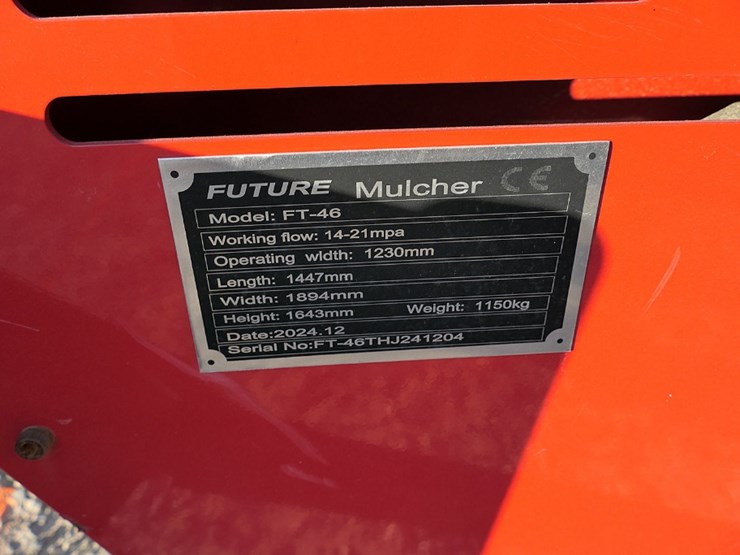 FUTURE Mulcher CE
Model: FT-46
Working flow: 14-21mpa
Operating width: 1230mm
Length: 1447mm
Width: 1894mm
Height: 1643mm Weight: 1150kg
Date:2024.12
Serial No:FT-46THJ241204